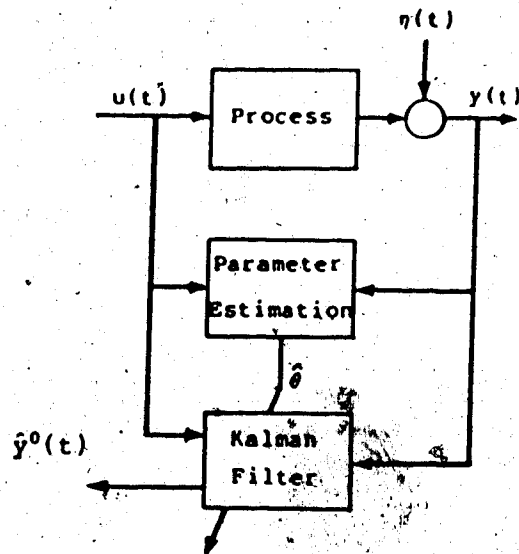 η(t)
u(t)
y(t)
Process
Parameter
Estimation
θ̂
ŷ⁰(t)
Kalman
Filter